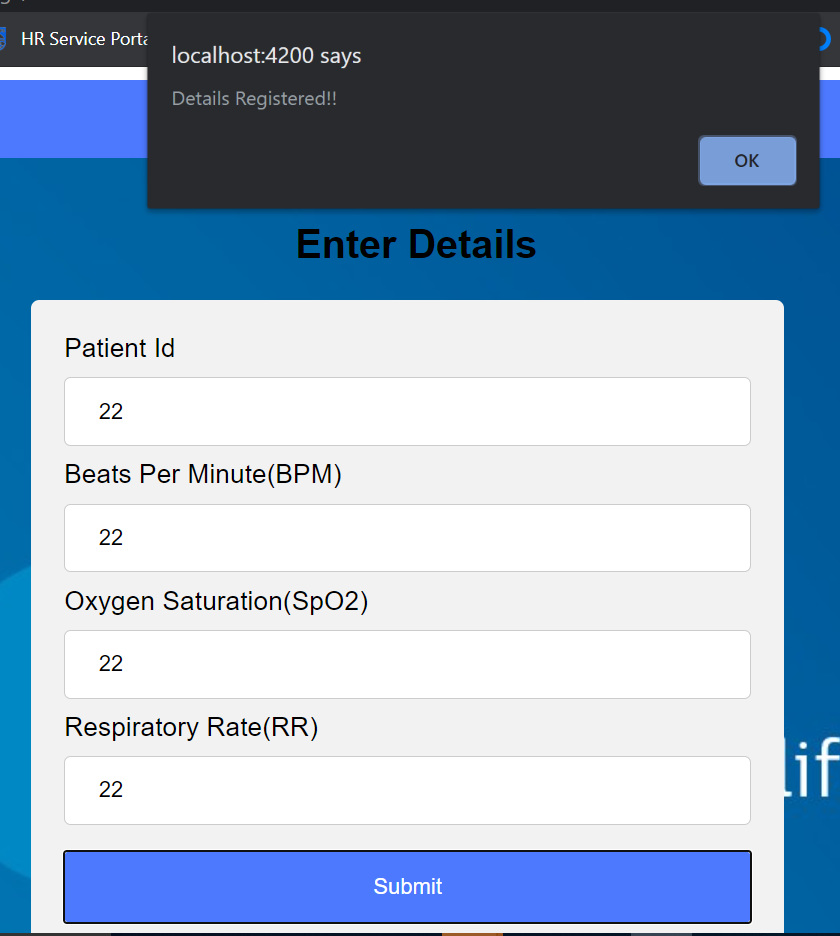 HR Service Porta
localhost:4200 says
Details Registered!!
OK
Enter Details
Patient Id
22
Beats Per Minute(BPM)
22
Oxygen Saturation(SpO2)
22
Respiratory Rate(RR)
22
lif
Submit